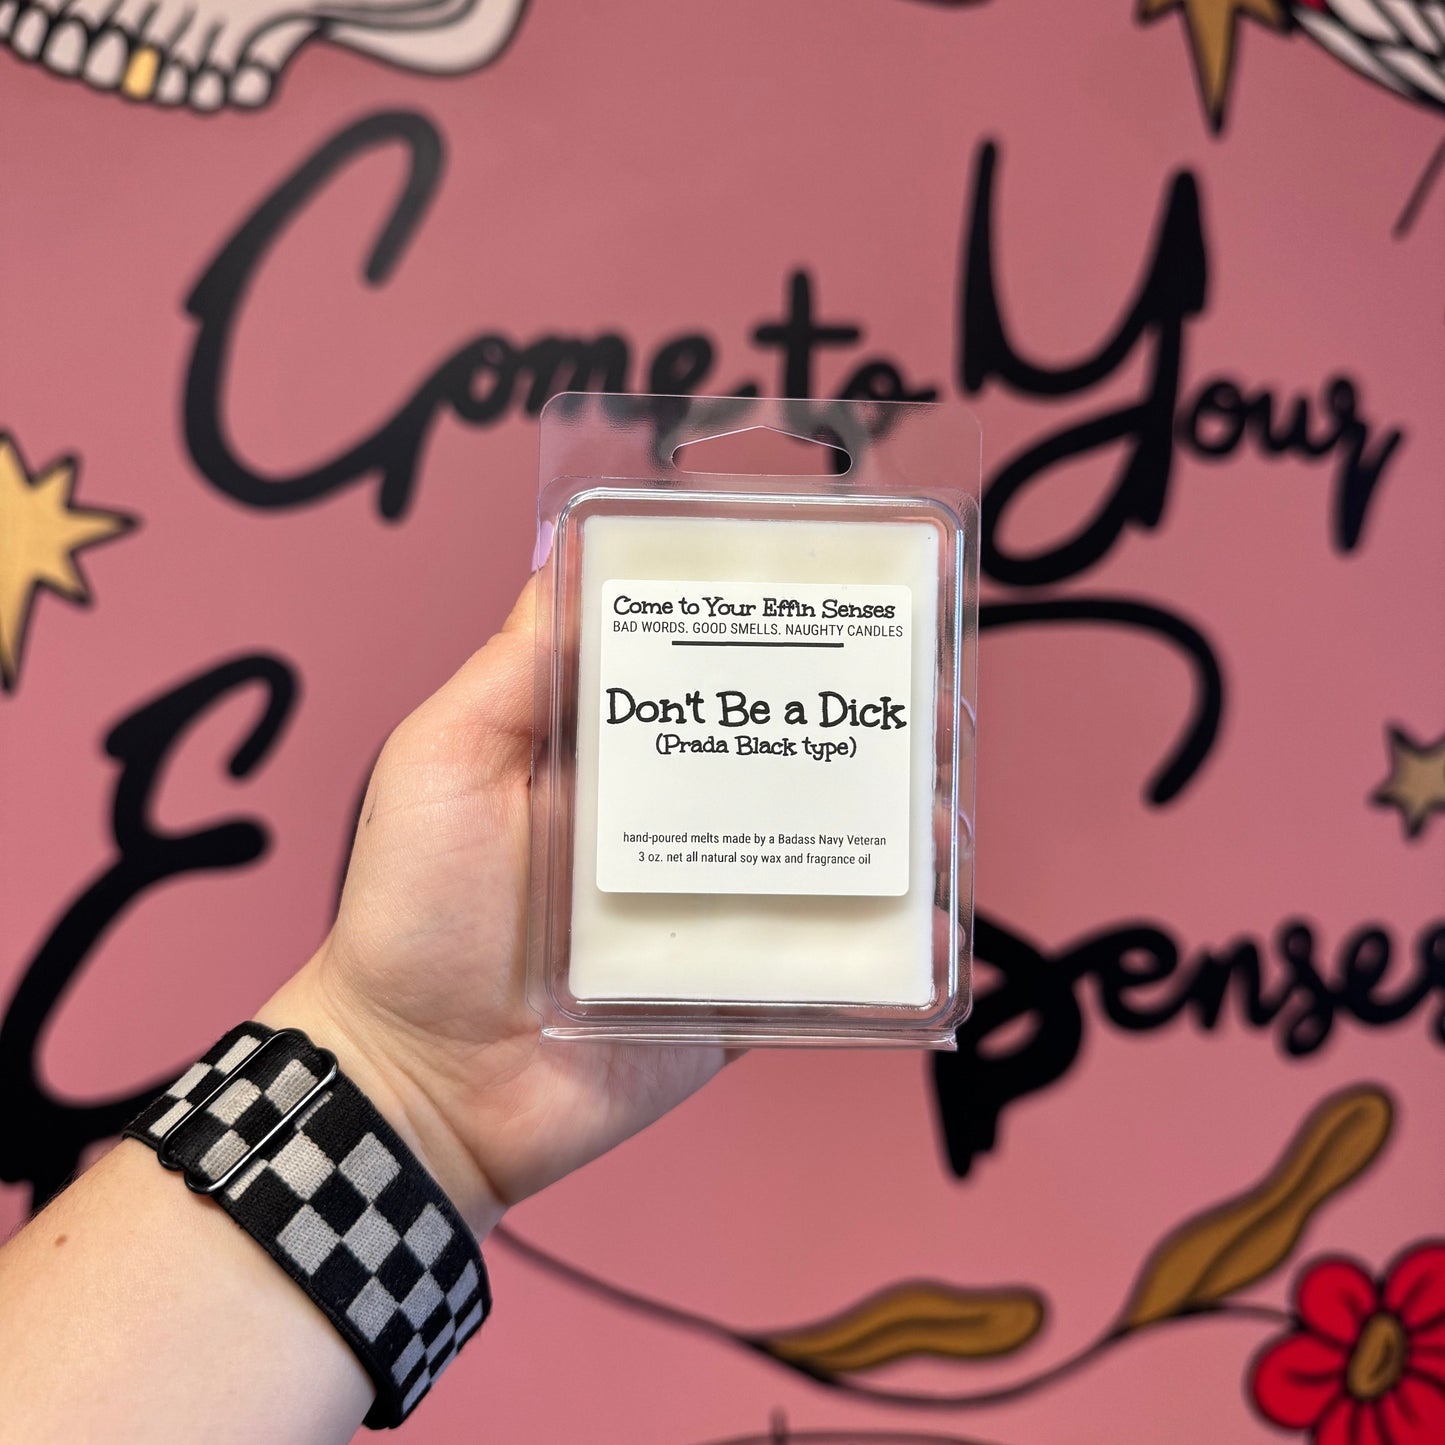 Come to Your
E Senses
Come to Your Effin Senses
BAD WORDS. GOOD SMELLS. NAUGHTY CANDLES
Don't Be a Dick
(Prada Black type)
hand-poured melts made by a Badass Navy Veteran
3 oz. net all natural soy wax and fragrance oil